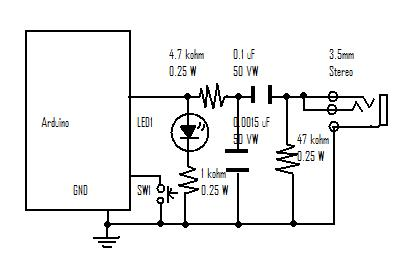 4.7 kohm
0.25 W
0.1 uF
50 VW
3.5mm
Stereo
Arduino
LED1
0.0015 uF
50 VW
47 kohm
0.25 W
1 kohm
0.25 W
GND
SW1